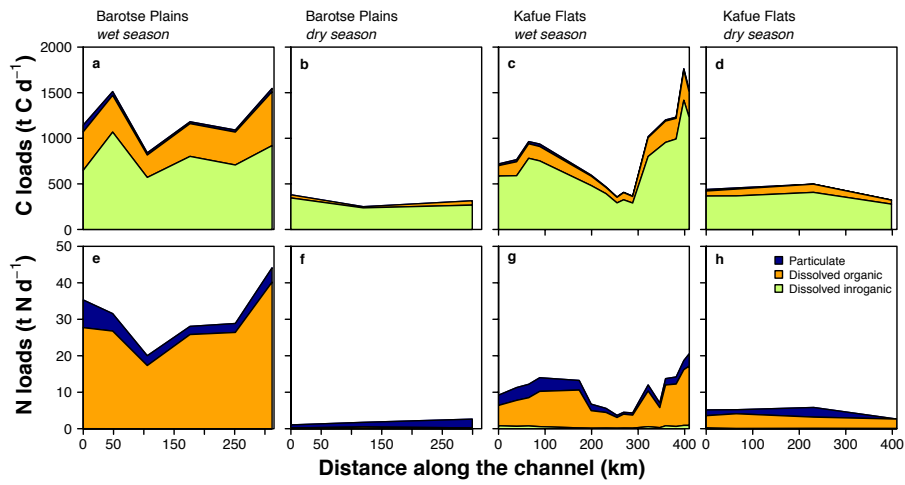 Barotse Plains
wet season
Barotse Plains
dry season
Kafue Flats
wet season
Kafue Flats
dry season
C loads (t C d⁻¹)
2000
1500
1000
500
0
a
b
c
d
N loads (t N d⁻¹)
50
40
30
20
10
0
e
f
g
h
Particulate
Dissolved organic
Dissolved inroganic
0 50 150 250
0 50 150 250
0 100 200 300 400
0 100 200 300 400
Distance along the channel (km)